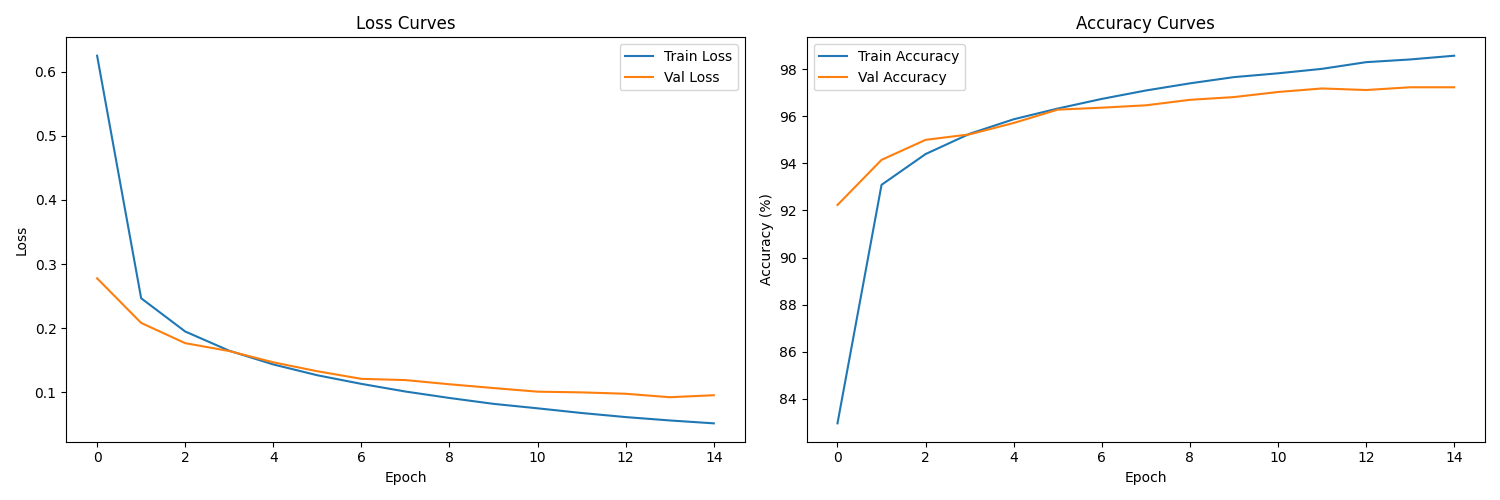 Loss Curves
Train Loss
Val Loss
0.6
0.5
0.4
0.3
0.2
0.1
Loss
0 2 4 6 8 10 12 14
Epoch
Accuracy Curves
Train Accuracy
Val Accuracy
98
96
94
92
90
88
86
84
Accuracy (%)
0 2 4 6 8 10 12 14
Epoch